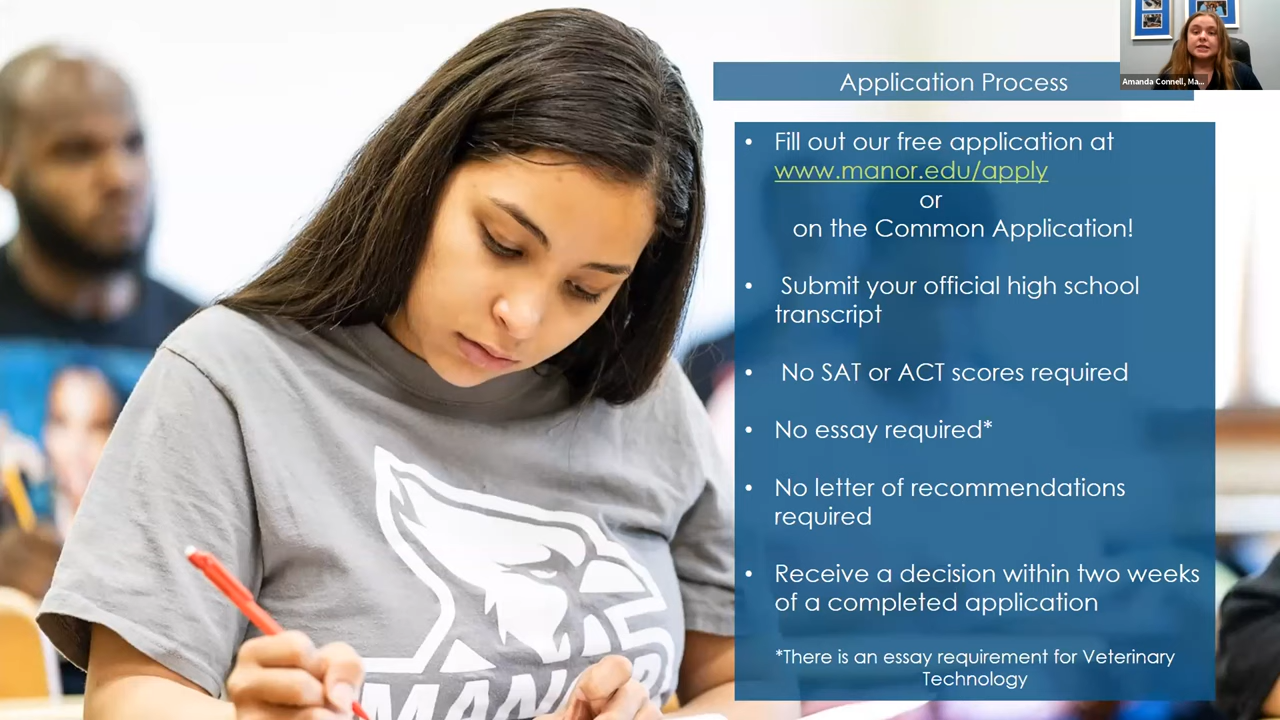 Application Process
Amanda Connell, Ma...
• Fill out our free application at
www.manor.edu/apply
or
on the Common Application!
• Submit your official high school
transcript
• No SAT or ACT scores required
• No essay required*
• No letter of recommendations
required
• Receive a decision within two weeks
of a completed application
*There is an essay requirement for Veterinary
Technology
MANOR